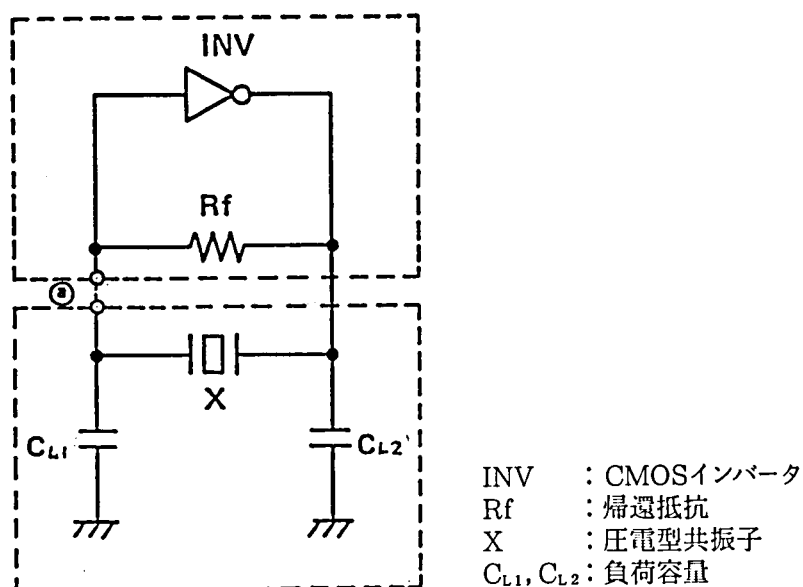 INV
Rf
ⓐ
X
CL1
CL2
INV : CMOSインバータ
Rf : 帰還抵抗
X : 圧電型共振子
CL1, CL2 : 負荷容量